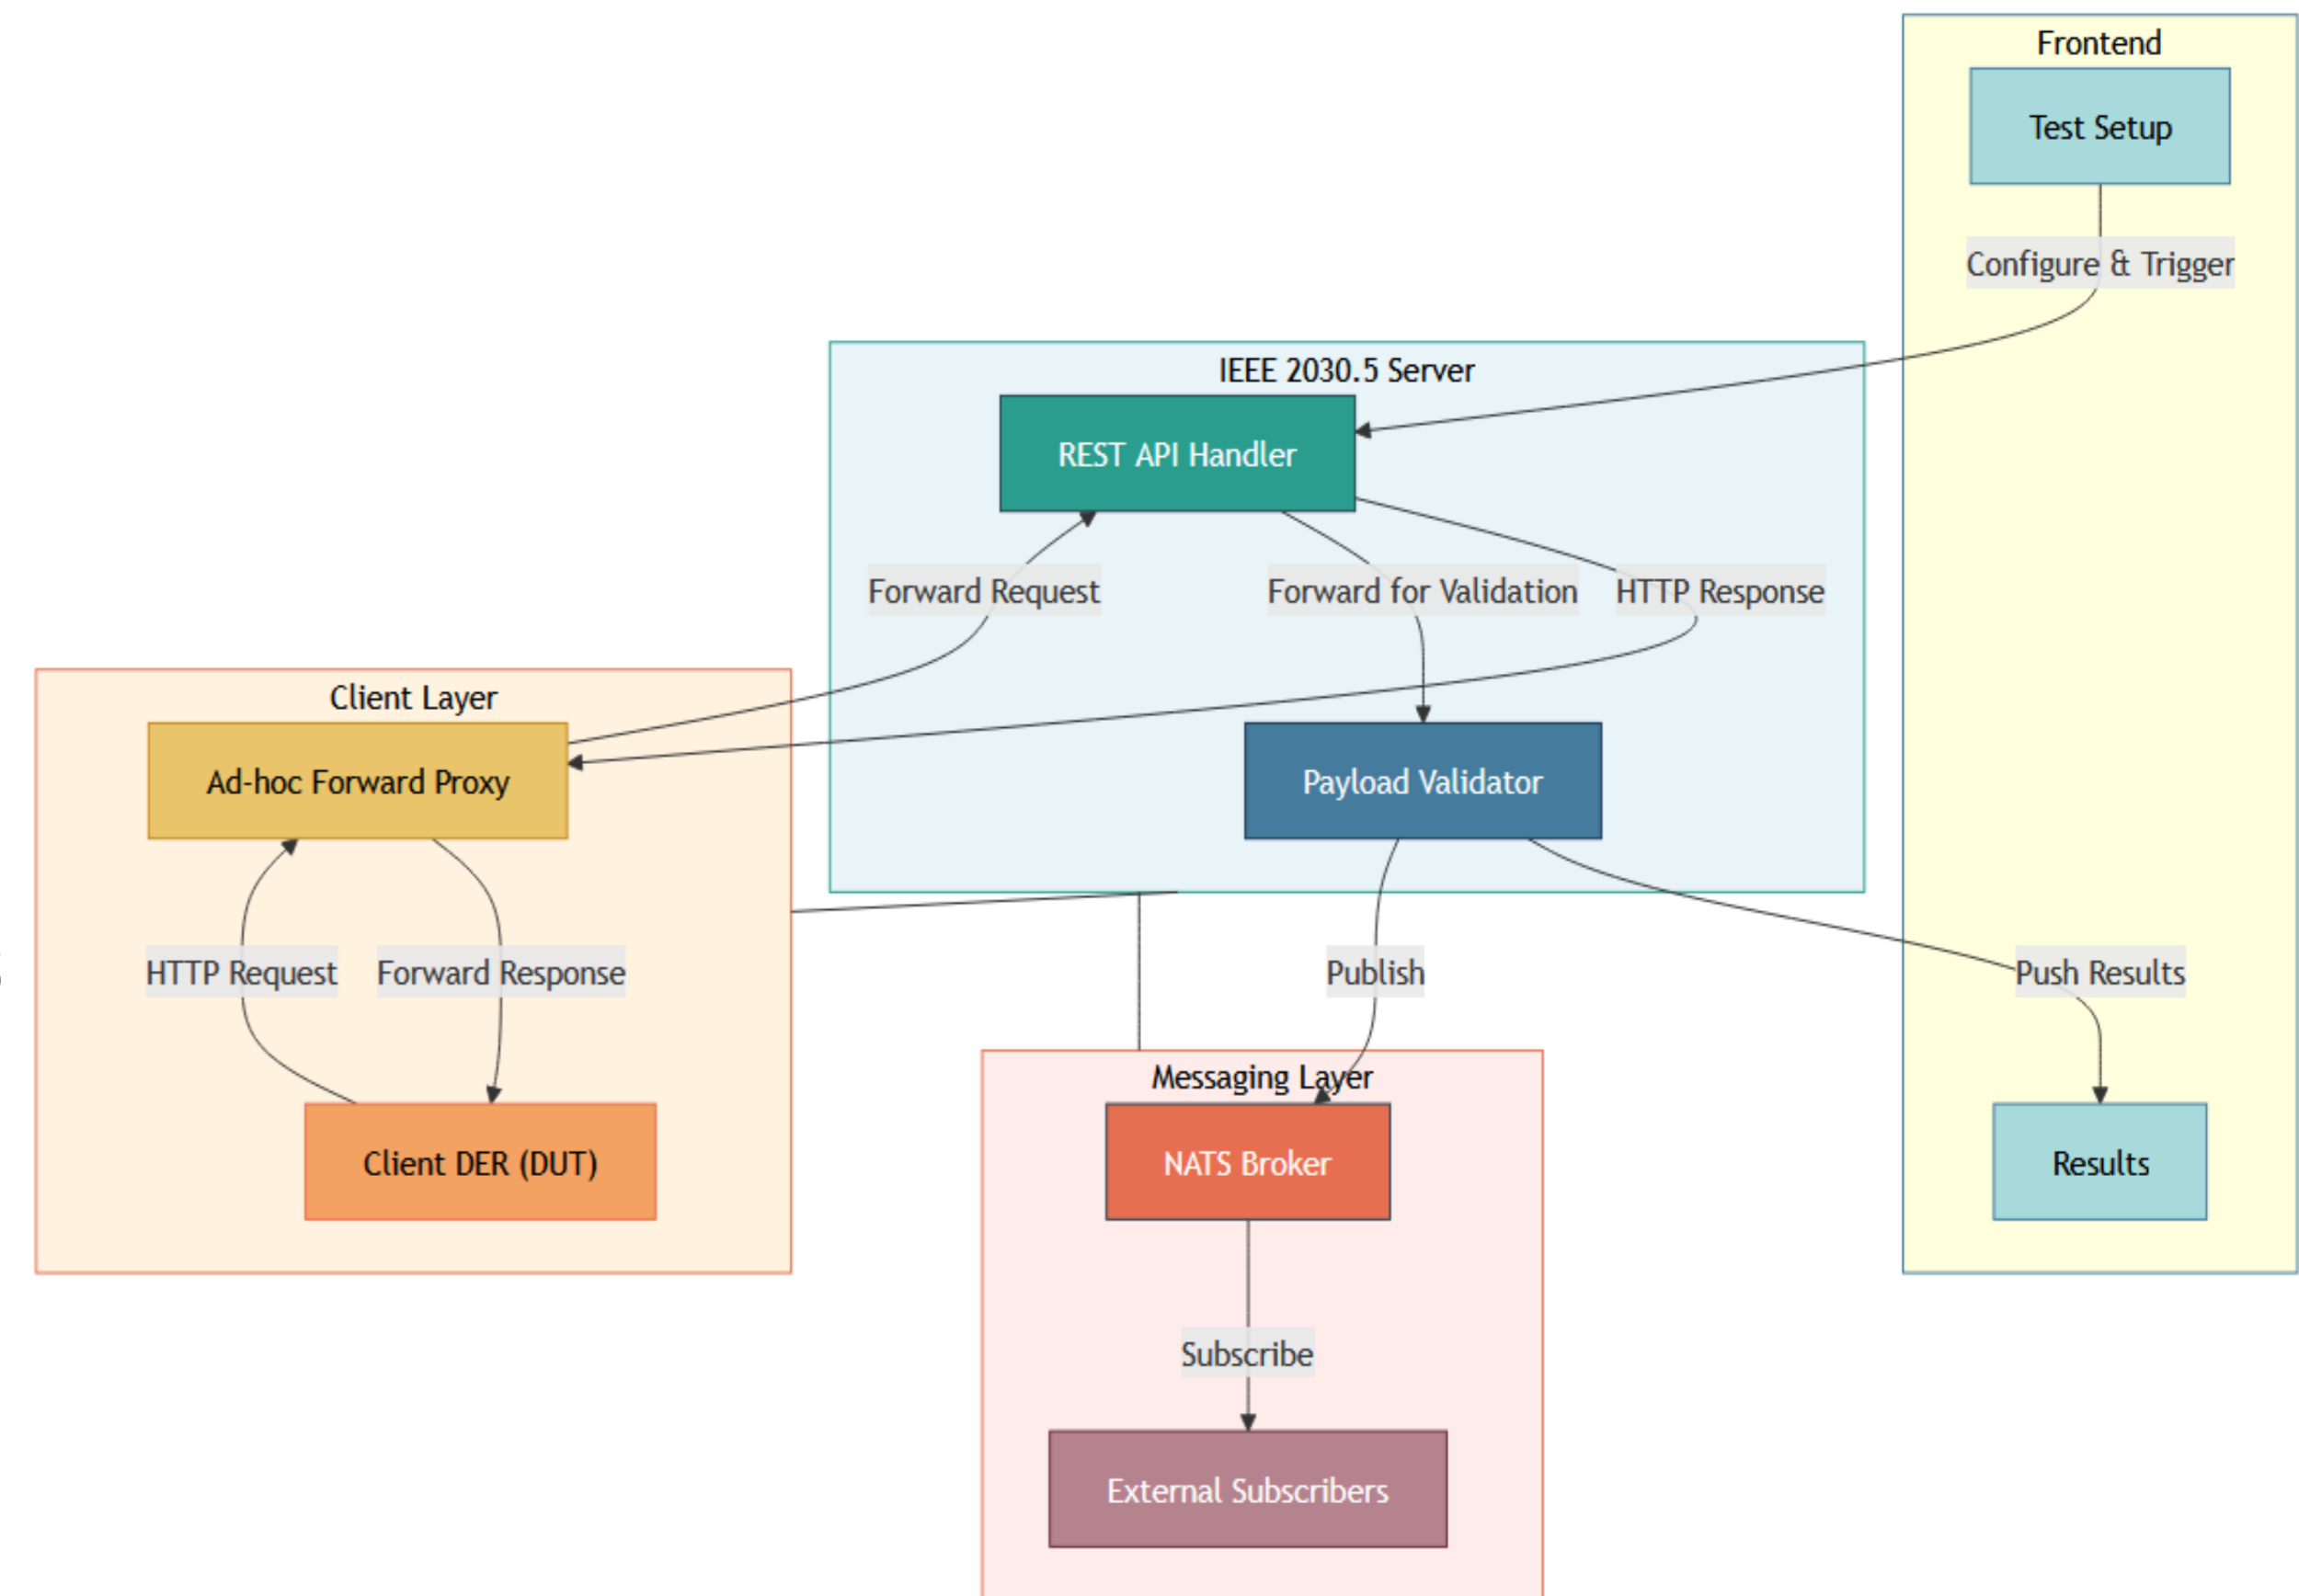 Frontend
Test Setup
Configure & Trigger
IEEE 2030.5 Server
REST API Handler
Forward Request
Forward for Validation
HTTP Response
Client Layer
Ad-hoc Forward Proxy
Payload Validator
HTTP Request
Forward Response
Publish
Push Results
Messaging Layer
Client DER (DUT)
NATS Broker
Results
Subscribe
External Subscribers